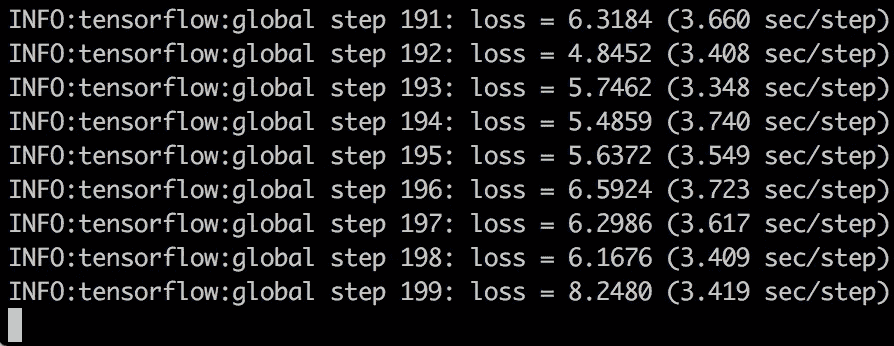 INFO:tensorflow:global step 191: loss = 6.3184 (3.660 sec/step)
INFO:tensorflow:global step 192: loss = 4.8452 (3.408 sec/step)
INFO:tensorflow:global step 193: loss = 5.7462 (3.348 sec/step)
INFO:tensorflow:global step 194: loss = 5.4859 (3.740 sec/step)
INFO:tensorflow:global step 195: loss = 5.6372 (3.549 sec/step)
INFO:tensorflow:global step 196: loss = 6.5924 (3.723 sec/step)
INFO:tensorflow:global step 197: loss = 6.2986 (3.617 sec/step)
INFO:tensorflow:global step 198: loss = 6.1676 (3.409 sec/step)
INFO:tensorflow:global step 199: loss = 8.2480 (3.419 sec/step)